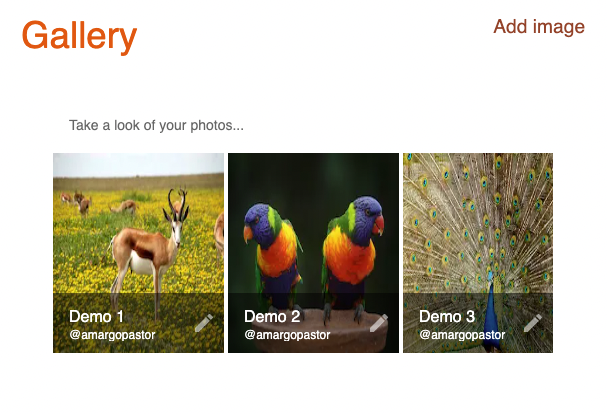 Gallery
Add image
Take a look of your photos...
Demo 1
@amargopastor
Demo 2
@amargopastor
Demo 3
@amargopastor